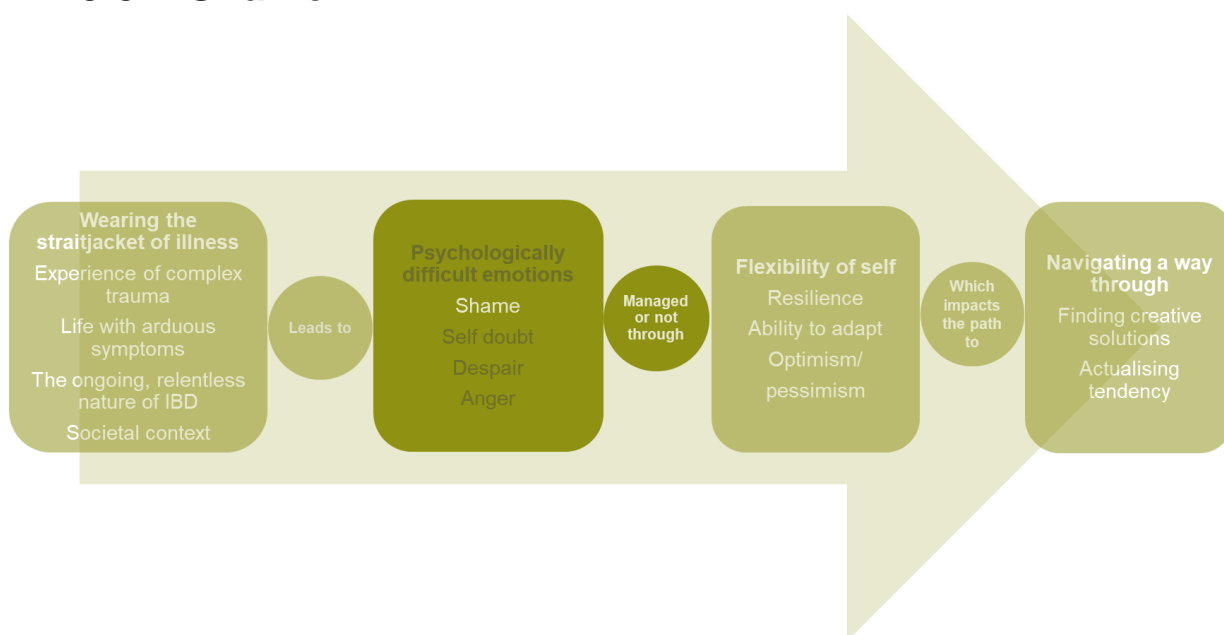 Wearing the
straitjacket of illness
Experience of complex
trauma
Life with arduous
symptoms
The ongoing, relentless
nature of IBD
Societal context
Leads to
Psychologically
difficult emotions
Shame
Self doubt
Despair
Anger
Managed
or not
through
Flexibility of self
Resilience
Ability to adapt
Optimism/
pessimism
Which
impacts
the path
to
Navigating a way
through
Finding creative
solutions
Actualising
tendency